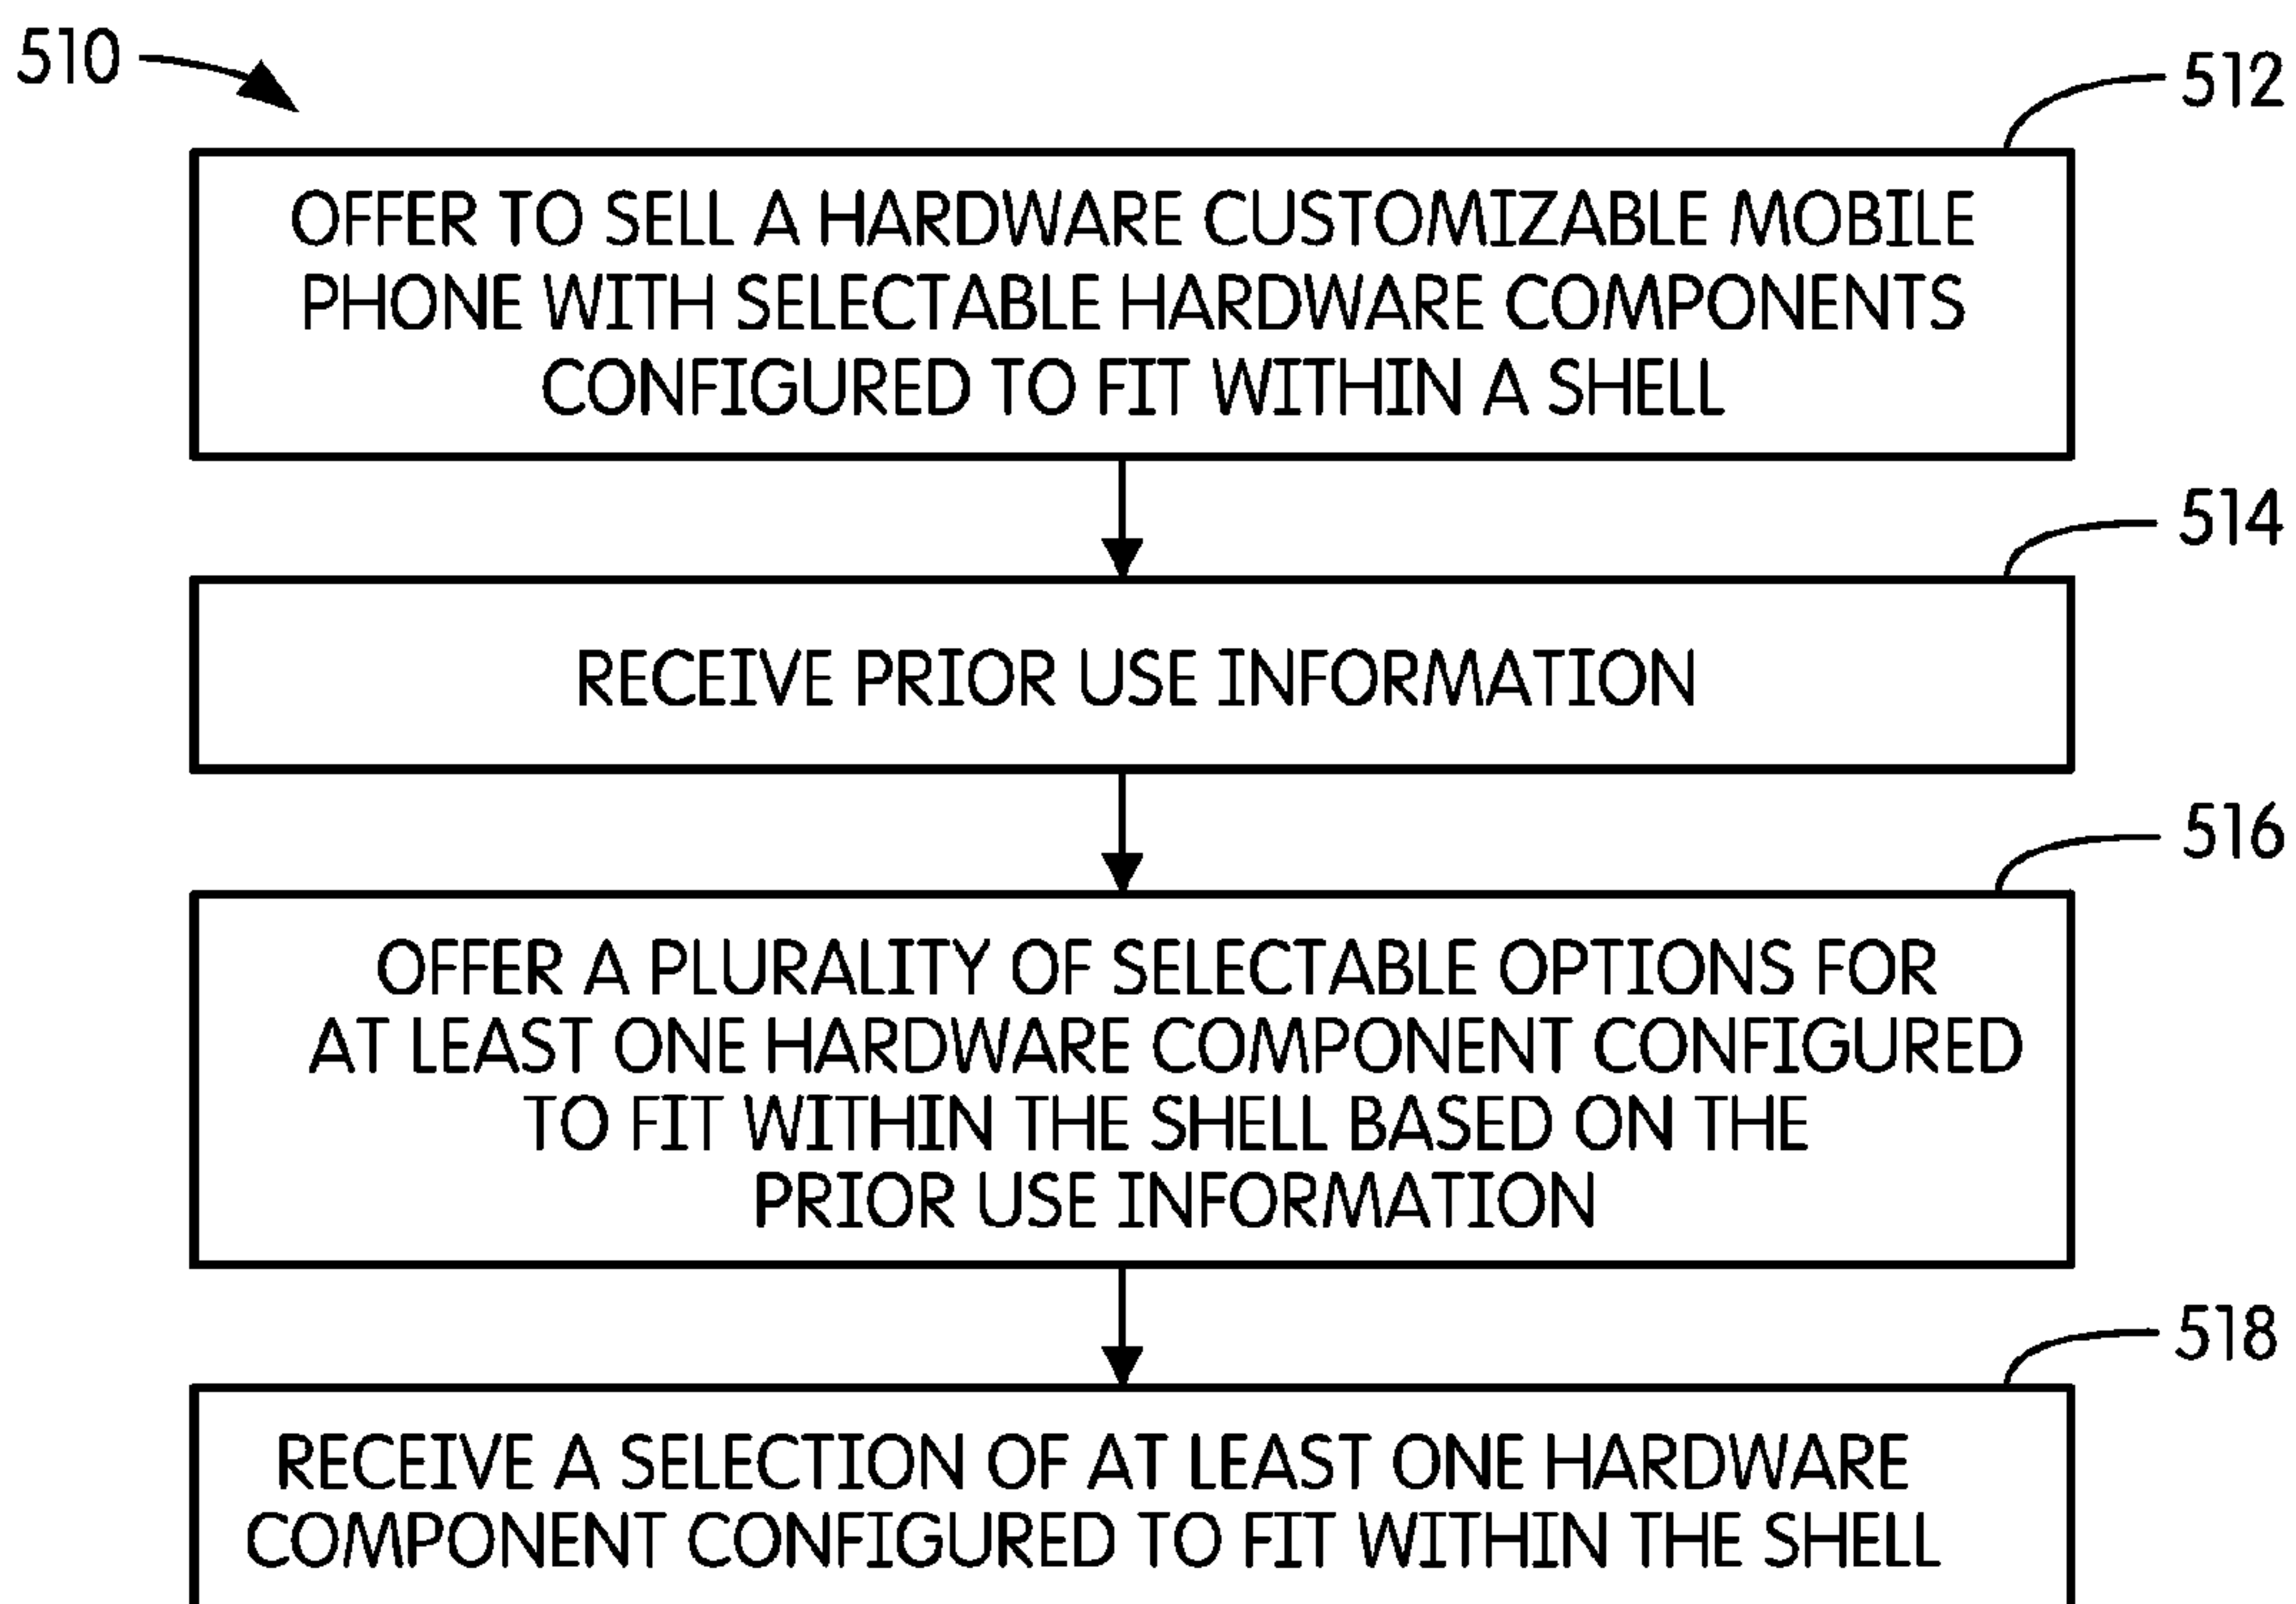 510
512
OFFER TO SELL A HARDWARE CUSTOMIZABLE MOBILE
PHONE WITH SELECTABLE HARDWARE COMPONENTS
CONFIGURED TO FIT WITHIN A SHELL
514
RECEIVE PRIOR USE INFORMATION
516
OFFER A PLURALITY OF SELECTABLE OPTIONS FOR
AT LEAST ONE HARDWARE COMPONENT CONFIGURED
TO FIT WITHIN THE SHELL BASED ON THE
PRIOR USE INFORMATION
518
RECEIVE A SELECTION OF AT LEAST ONE HARDWARE
COMPONENT CONFIGURED TO FIT WITHIN THE SHELL